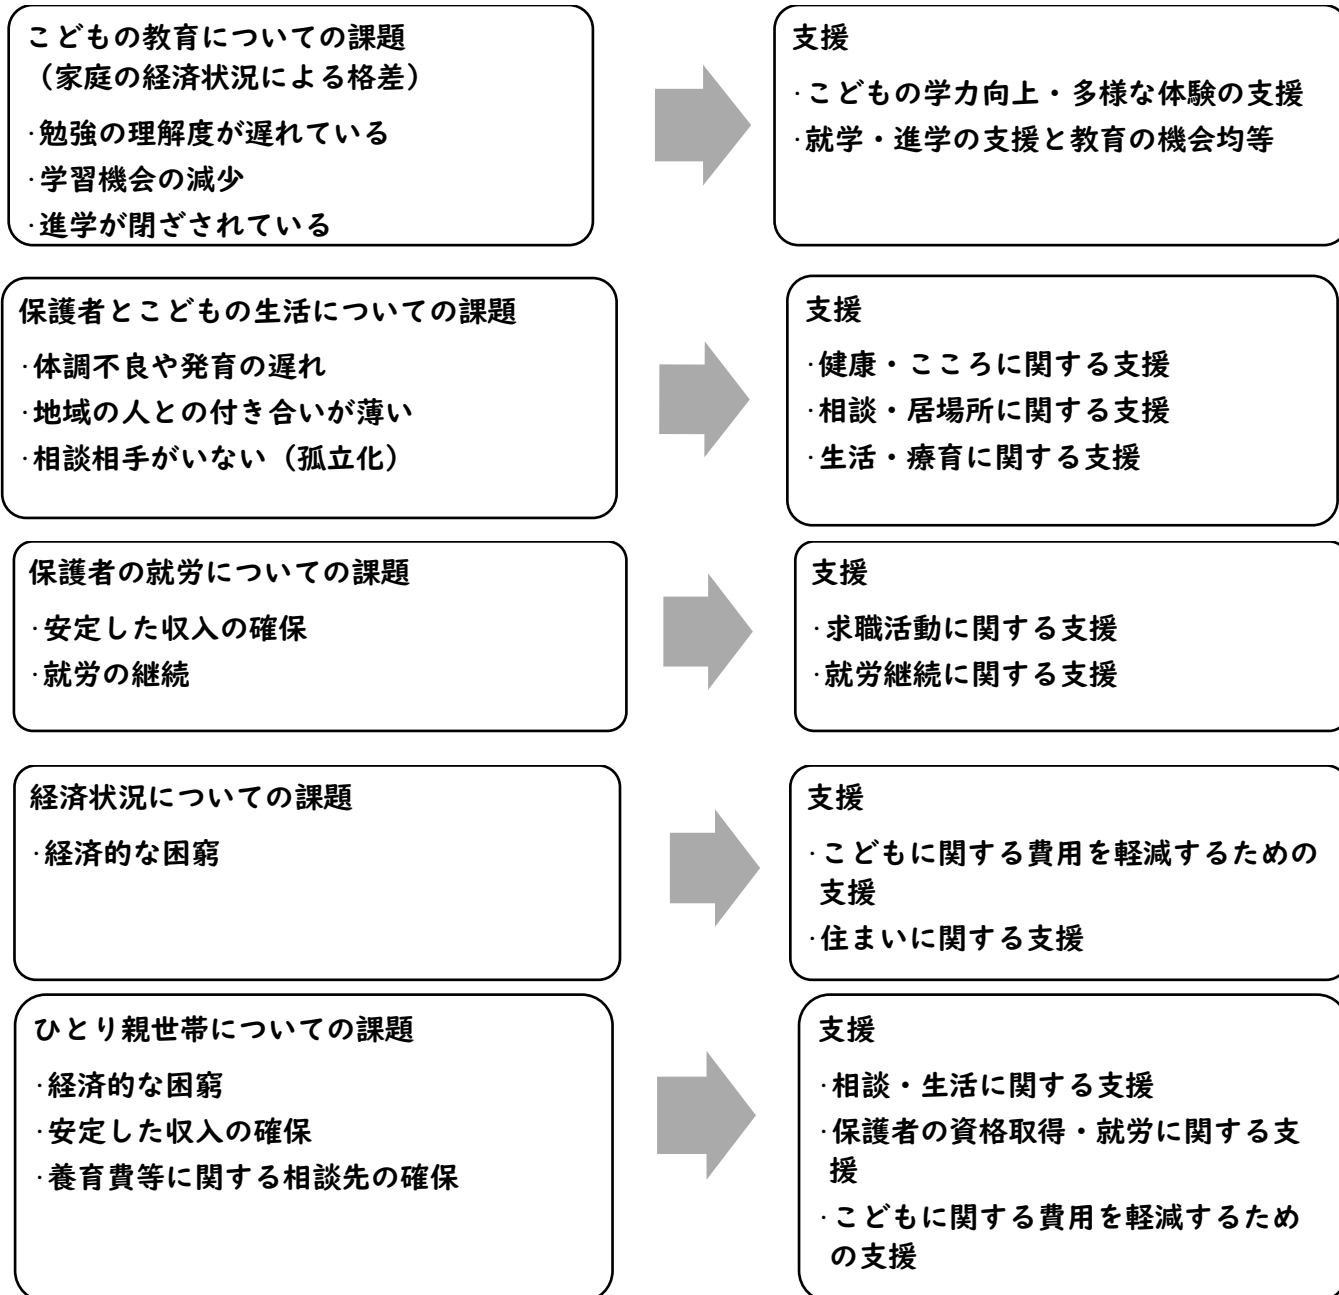 こどもの教育についての課題
（家庭の経済状況による格差）
·勉強の理解度が遅れている
·学習機会の減少
·進学が閉ざされている
支援
·こどもの学力向上・多様な体験の支援
·就学・進学の支援と教育の機会均等
保護者とこどもの生活についての課題
·体調不良や発育の遅れ
·地域の人との付き合いが薄い
·相談相手がいない（孤立化）
支援
·健康・こころに関する支援
·相談・居場所に関する支援
·生活・療育に関する支援
保護者の就労についての課題
·安定した収入の確保
·就労の継続
支援
·求職活動に関する支援
·就労継続に関する支援
経済状況についての課題
·経済的な困窮
支援
·こどもに関する費用を軽減するための
支援
·住まいに関する支援
ひとり親世帯についての課題
·経済的な困窮
·安定した収入の確保
·養育費等に関する相談先の確保
支援
·相談・生活に関する支援
·保護者の資格取得・就労に関する支
援
·こどもに関する費用を軽減するため
の支援